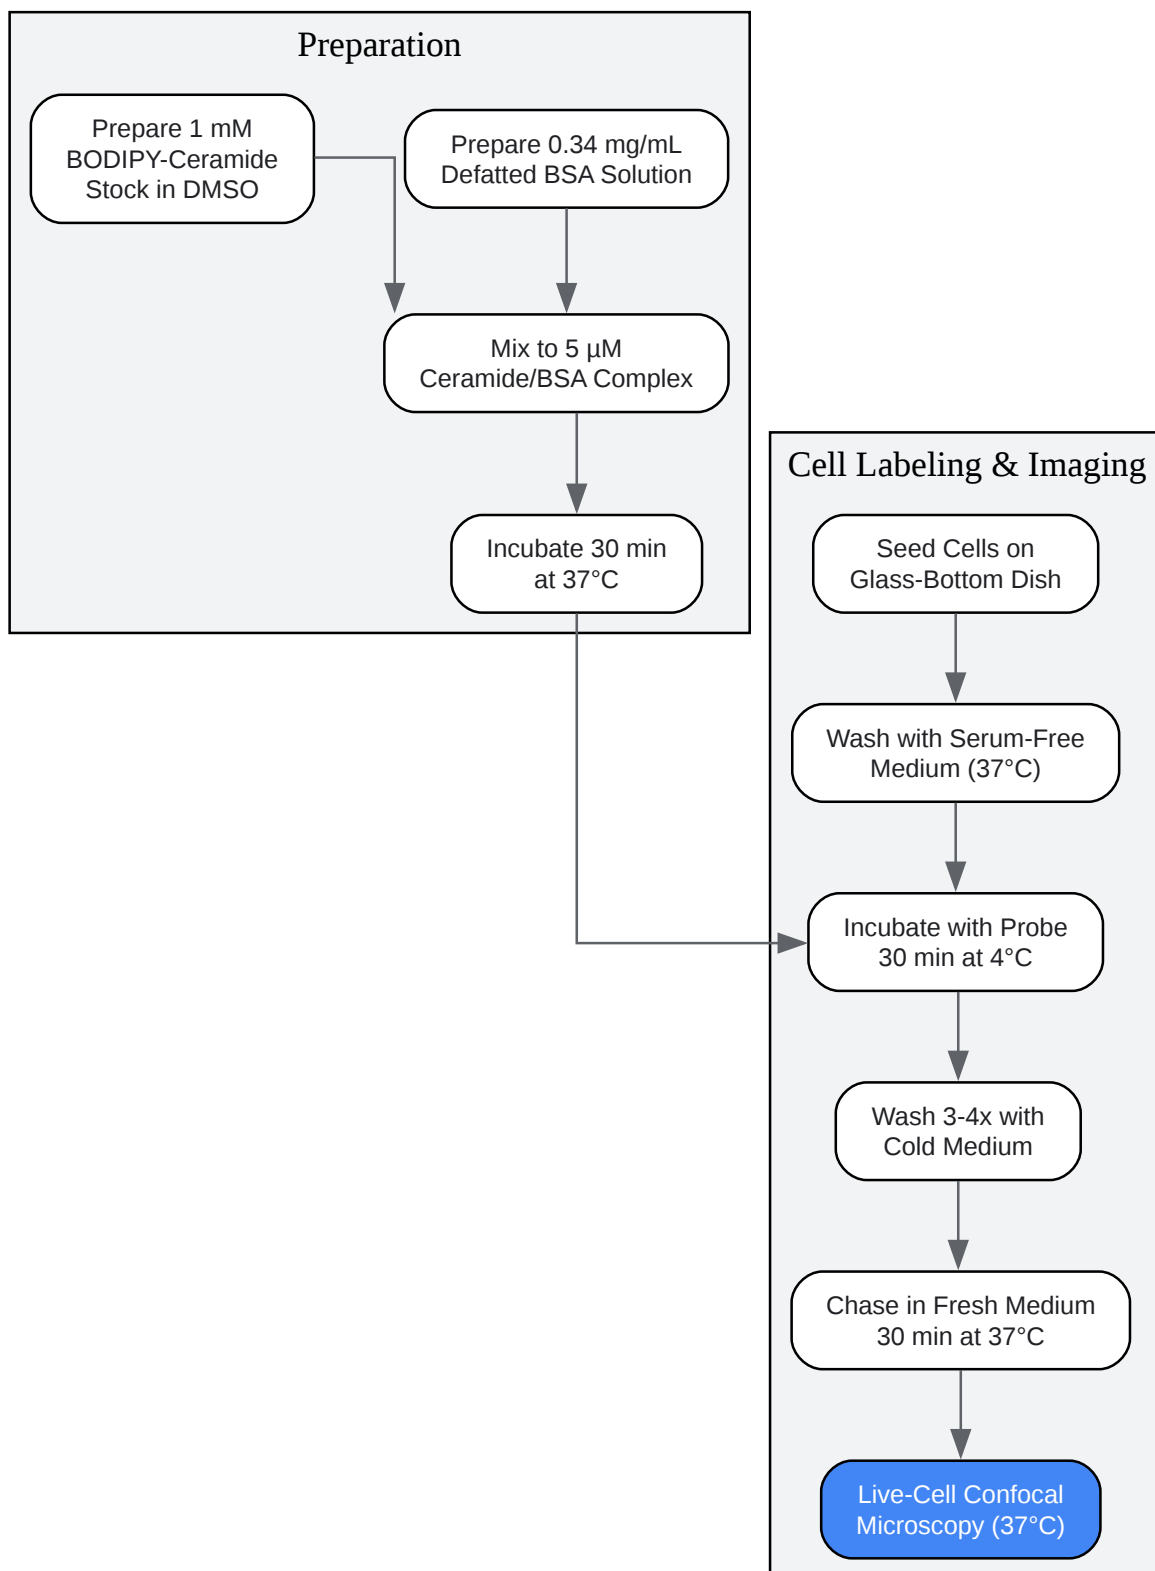 Preparation
Prepare 1 mM
BODIPY-Ceramide
Stock in DMSO
Prepare 0.34 mg/mL
Defatted BSA Solution
Mix to 5 µM
Ceramide/BSA Complex
Incubate 30 min
at 37°C
Cell Labeling & Imaging
Seed Cells on
Glass-Bottom Dish
Wash with Serum-Free
Medium (37°C)
Incubate with Probe
30 min at 4°C
Wash 3-4x with
Cold Medium
Chase in Fresh Medium
30 min at 37°C
Live-Cell Confocal
Microscopy (37°C)